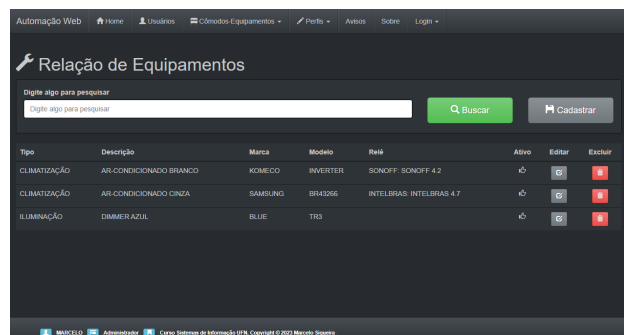 Automação Web Home Usuários Cômodos-Equipamentos Perfis Avisos Sobre Login
Relação de Equipamentos
Digite algo para pesquisar
Digite algo para pesquisar Buscar Cadastrar
Tipo Descrição Marca Modelo Relé Ativo Editar Excluir
CLIMATIZAÇÃO AR-CONDICIONADO BRANCO KOMECO INVERTER SONOFF: SONOFF 4.2
CLIMATIZAÇÃO AR-CONDICIONADO CINZA SAMSUNG BR43266 INTELBRAS: INTELBRAS 4.7
ILUMINAÇÃO DIMMER AZUL BLUE TR3
MARCELO Administrador Curso Sistemas de Informação UFN. Copyright © 2023 Marcelo Siqueira